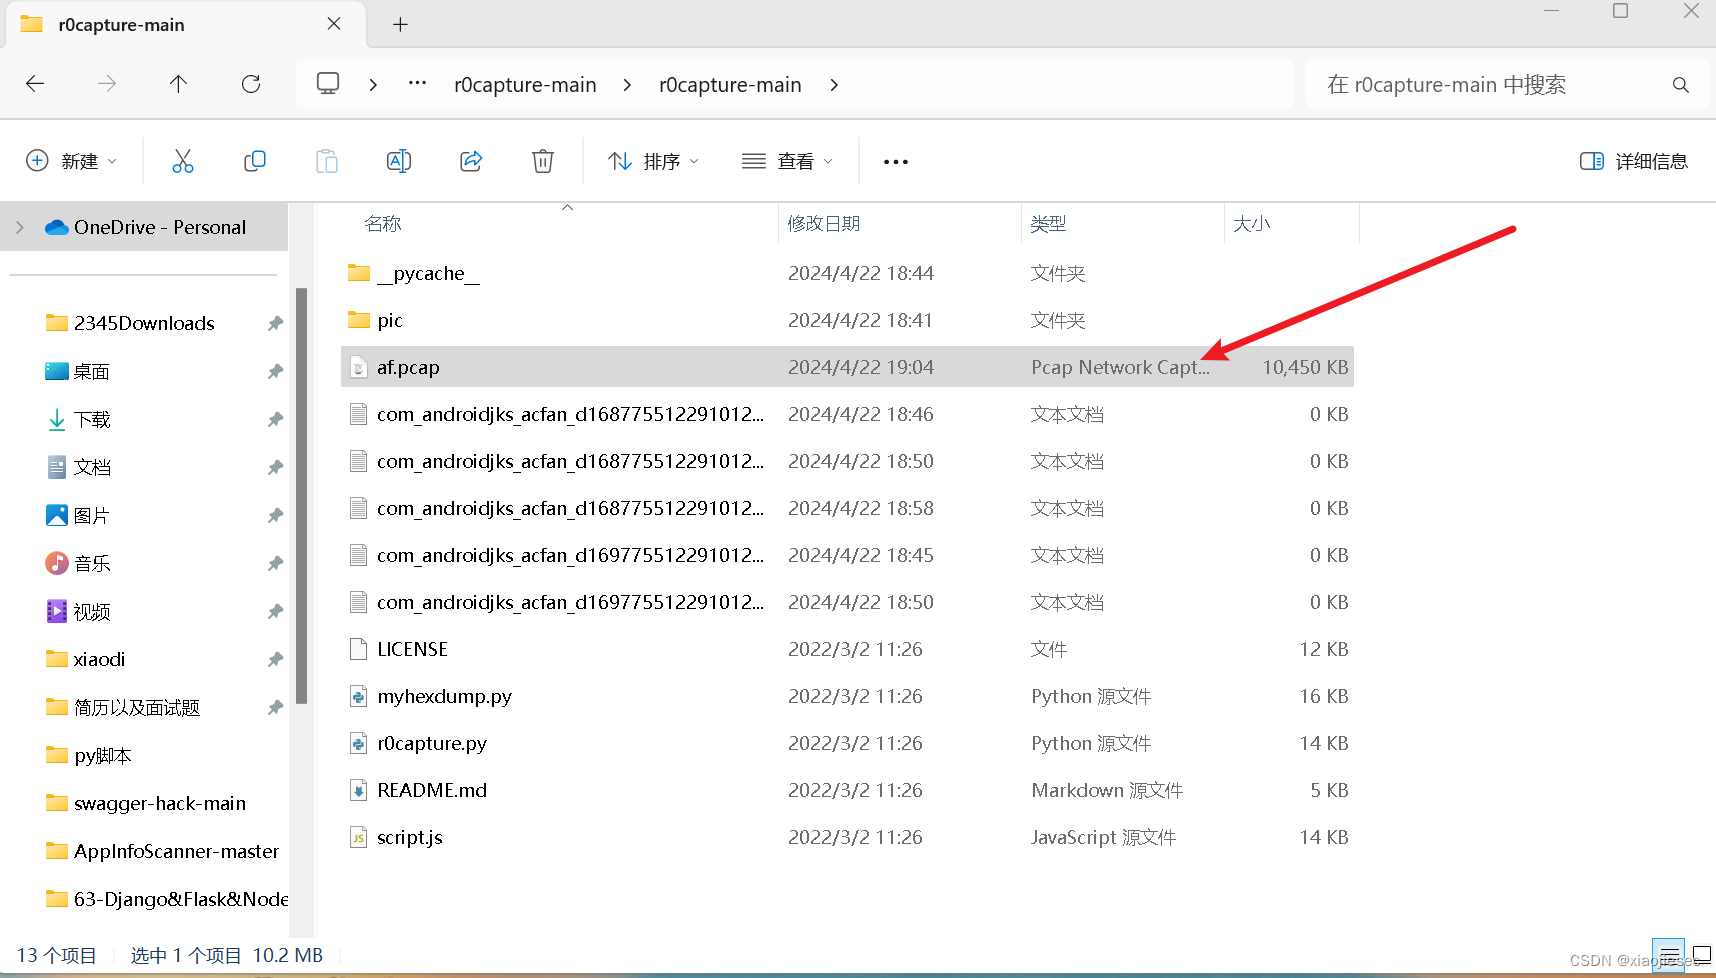 r0capture-main
r0capture-main
r0capture-main
在 r0capture-main 中搜索
新建
排序
查看
详细信息
OneDrive - Personal
2345Downloads
桌面
下载
文档
图片
音乐
视频
xiaodi
简历以及面试题
py脚本
swagger-hack-main
AppInfoScanner-master
63-Django&Flask&Node
名称 修改日期 类型 大小
__pycache__ 2024/4/22 18:44 文件夹
pic 2024/4/22 18:41 文件夹
af.pcap 2024/4/22 19:04 Pcap Network Capt... 10,450 KB
com_androidjks_acfan_d168775512291012... 2024/4/22 18:46 文本文档 0 KB
com_androidjks_acfan_d168775512291012... 2024/4/22 18:50 文本文档 0 KB
com_androidjks_acfan_d168775512291012... 2024/4/22 18:58 文本文档 0 KB
com_androidjks_acfan_d169775512291012... 2024/4/22 18:45 文本文档 0 KB
com_androidjks_acfan_d169775512291012... 2024/4/22 18:50 文本文档 0 KB
LICENSE 2022/3/2 11:26 文件 12 KB
myhexdump.py 2022/3/2 11:26 Python 源文件 16 KB
r0capture.py 2022/3/2 11:26 Python 源文件 14 KB
README.md 2022/3/2 11:26 Markdown 源文件 5 KB
script.js 2022/3/2 11:26 JavaScript 源文件 14 KB
13 个项目 选中 1 个项目 10.2 MB
CSDN @xiaojiesec